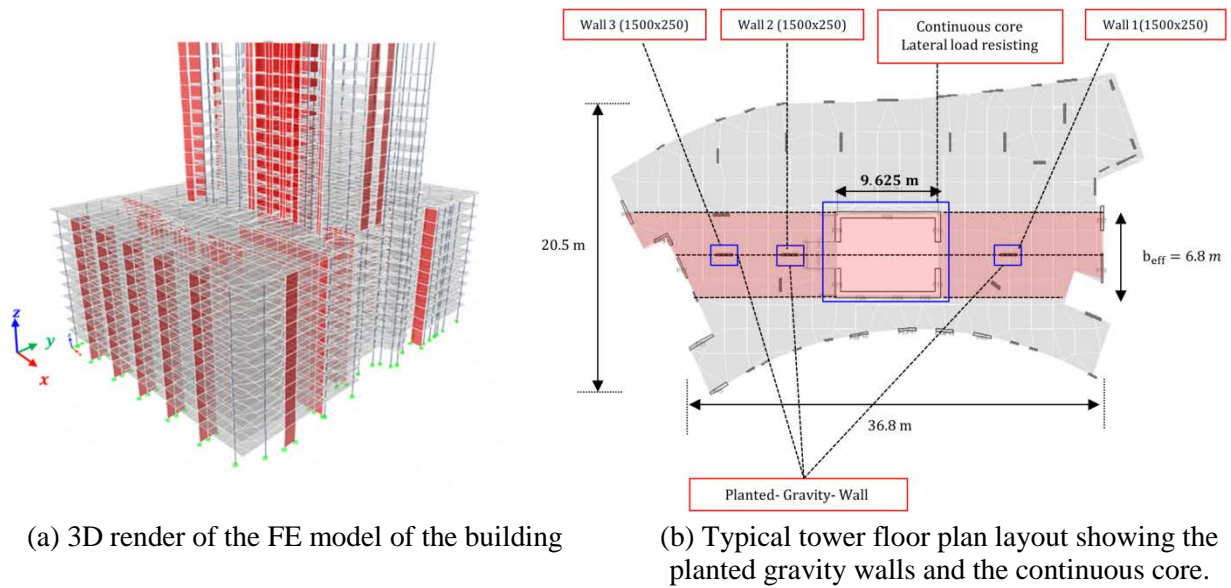 Wall 3 (1500x250)
Wall 2 (1500x250)
Continuous core
Lateral load resisting
Wall 1(1500x250)
9.625 m
20.5 m
b_eff = 6.8 m
36.8 m
Planted- Gravity- Wall
z
y
x
(a) 3D render of the FE model of the building
(b) Typical tower floor plan layout showing the
planted gravity walls and the continuous core.